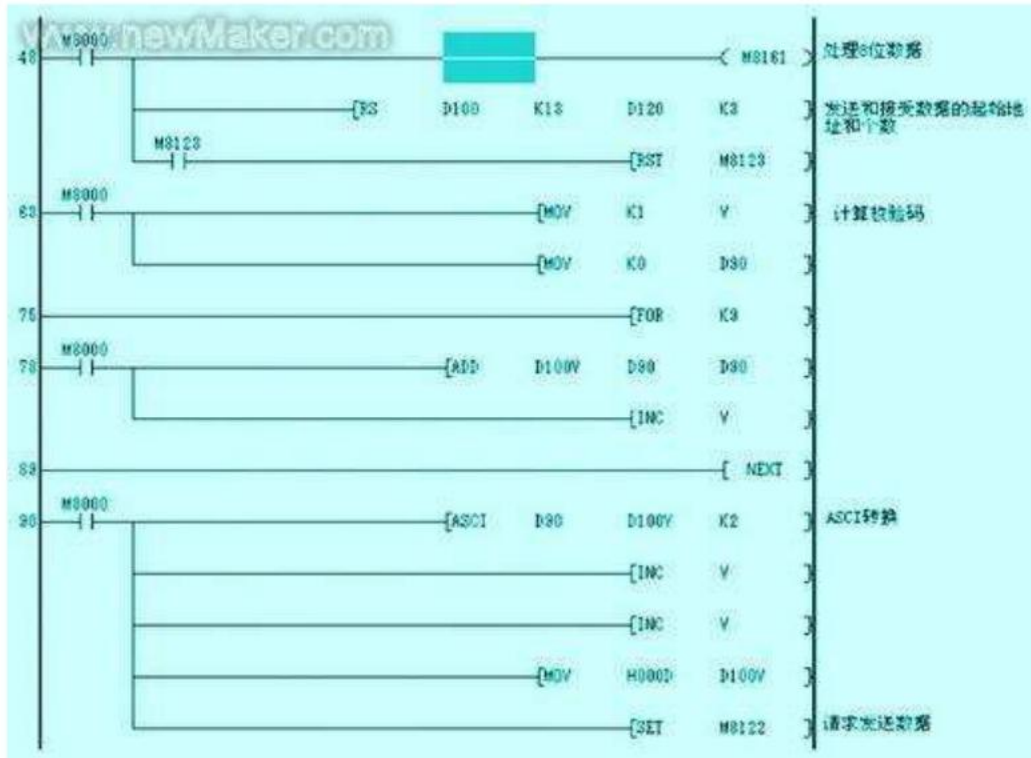 www.newMaker.com
M8000
48 M8161 处理8位数据
RS D100 K13 D120 K3 发送和接受数据的起始地
址和个数
M8123
RST M8123
M8000
63 MOV K1 V 计算校验码
MOV K0 D90
75 FOR K9
M8000
78 ADD D100V D90 D90
INC V
89 NEXT
M8000
90 ASCI D90 D100V K2 ASCI转换
INC V
INC V
MOV H000D D100V
SET M8122 请求发送数据